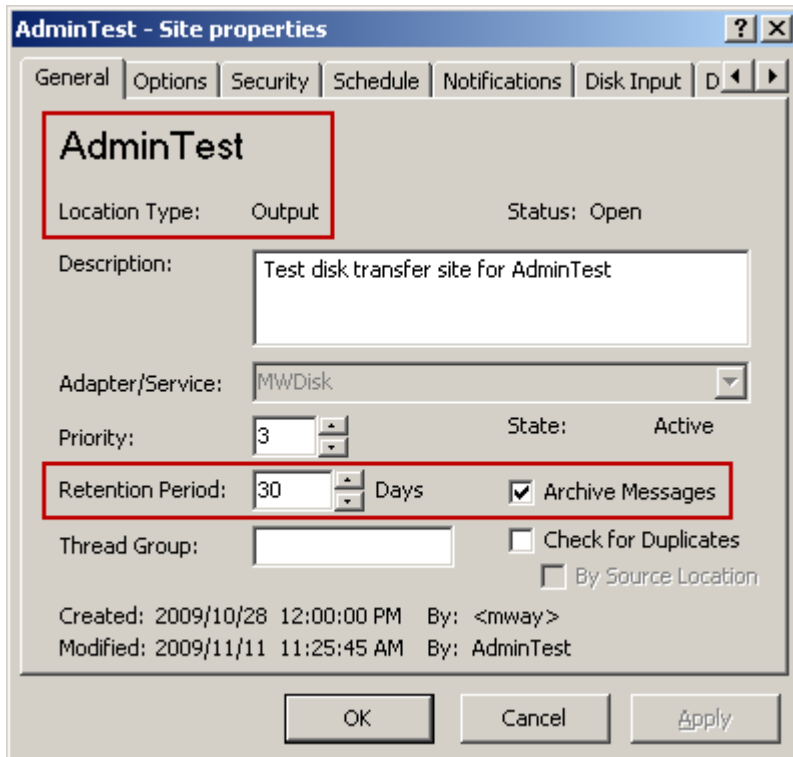 AdminTest - Site properties
General Options Security Schedule Notifications Disk Input D
AdminTest
Location Type: Output Status: Open
Description: Test disk transfer site for AdminTest
Adapter/Service: MWDisk
Priority: 3 State: Active
Retention Period: 30 Days Archive Messages
Thread Group: Check for Duplicates
By Source Location
Created: 2009/10/28 12:00:00 PM By: <mway>
Modified: 2009/11/11 11:25:45 AM By: AdminTest
OK Cancel Apply